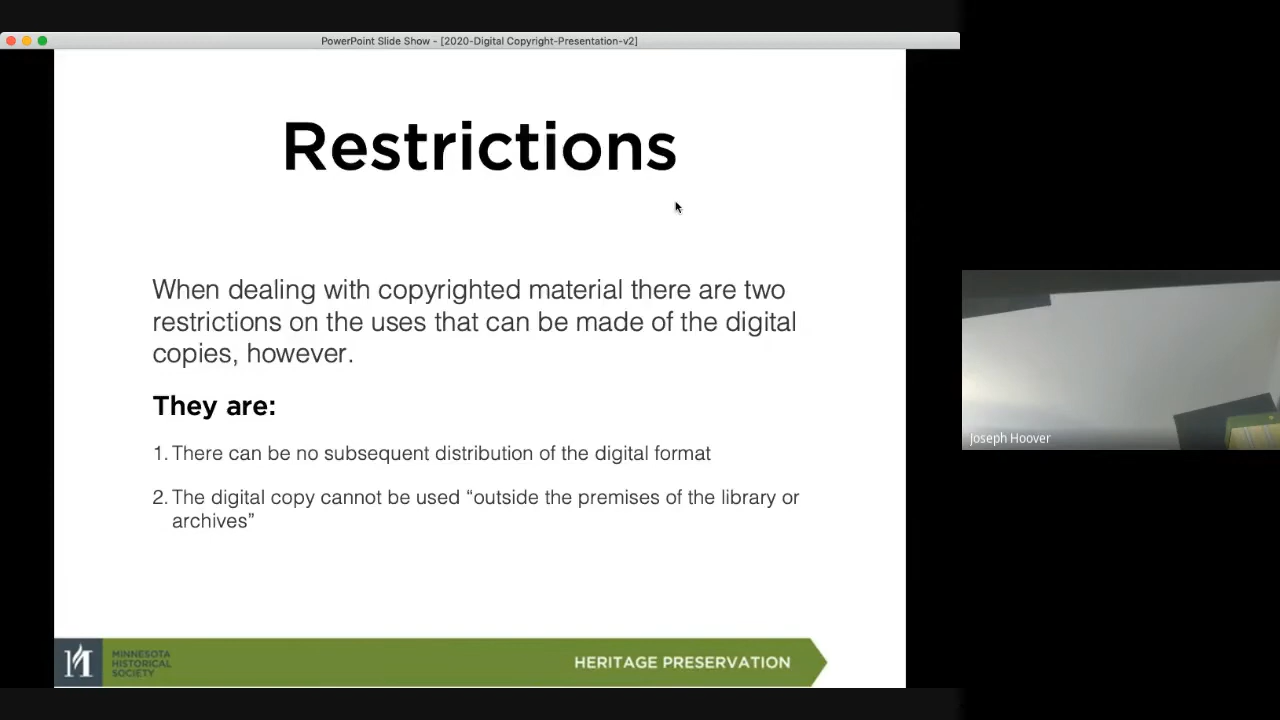 PowerPoint Slide Show - [2020-Digital Copyright-Presentation-v2]
Restrictions
When dealing with copyrighted material there are two
restrictions on the uses that can be made of the digital
copies, however.
They are:
1. There can be no subsequent distribution of the digital format
2. The digital copy cannot be used “outside the premises of the library or
archives”
Joseph Hoover
MINNESOTA
HISTORICAL
SOCIETY
HERITAGE PRESERVATION